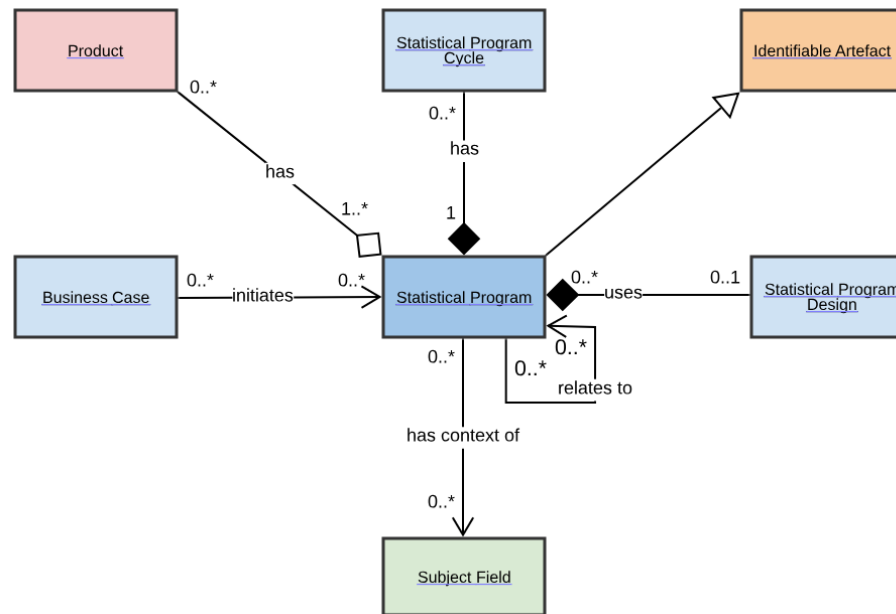 Product
Statistical Program
Cycle
Identifiable Artefact
0..*
0..*
has
has
1..*
1
Business Case
0..*
initiates
0..*
Statistical Program
0..*
uses
0..1
Statistical Program
Design
0..*
0..*
0..*
relates to
has context of
0..*
Subject Field